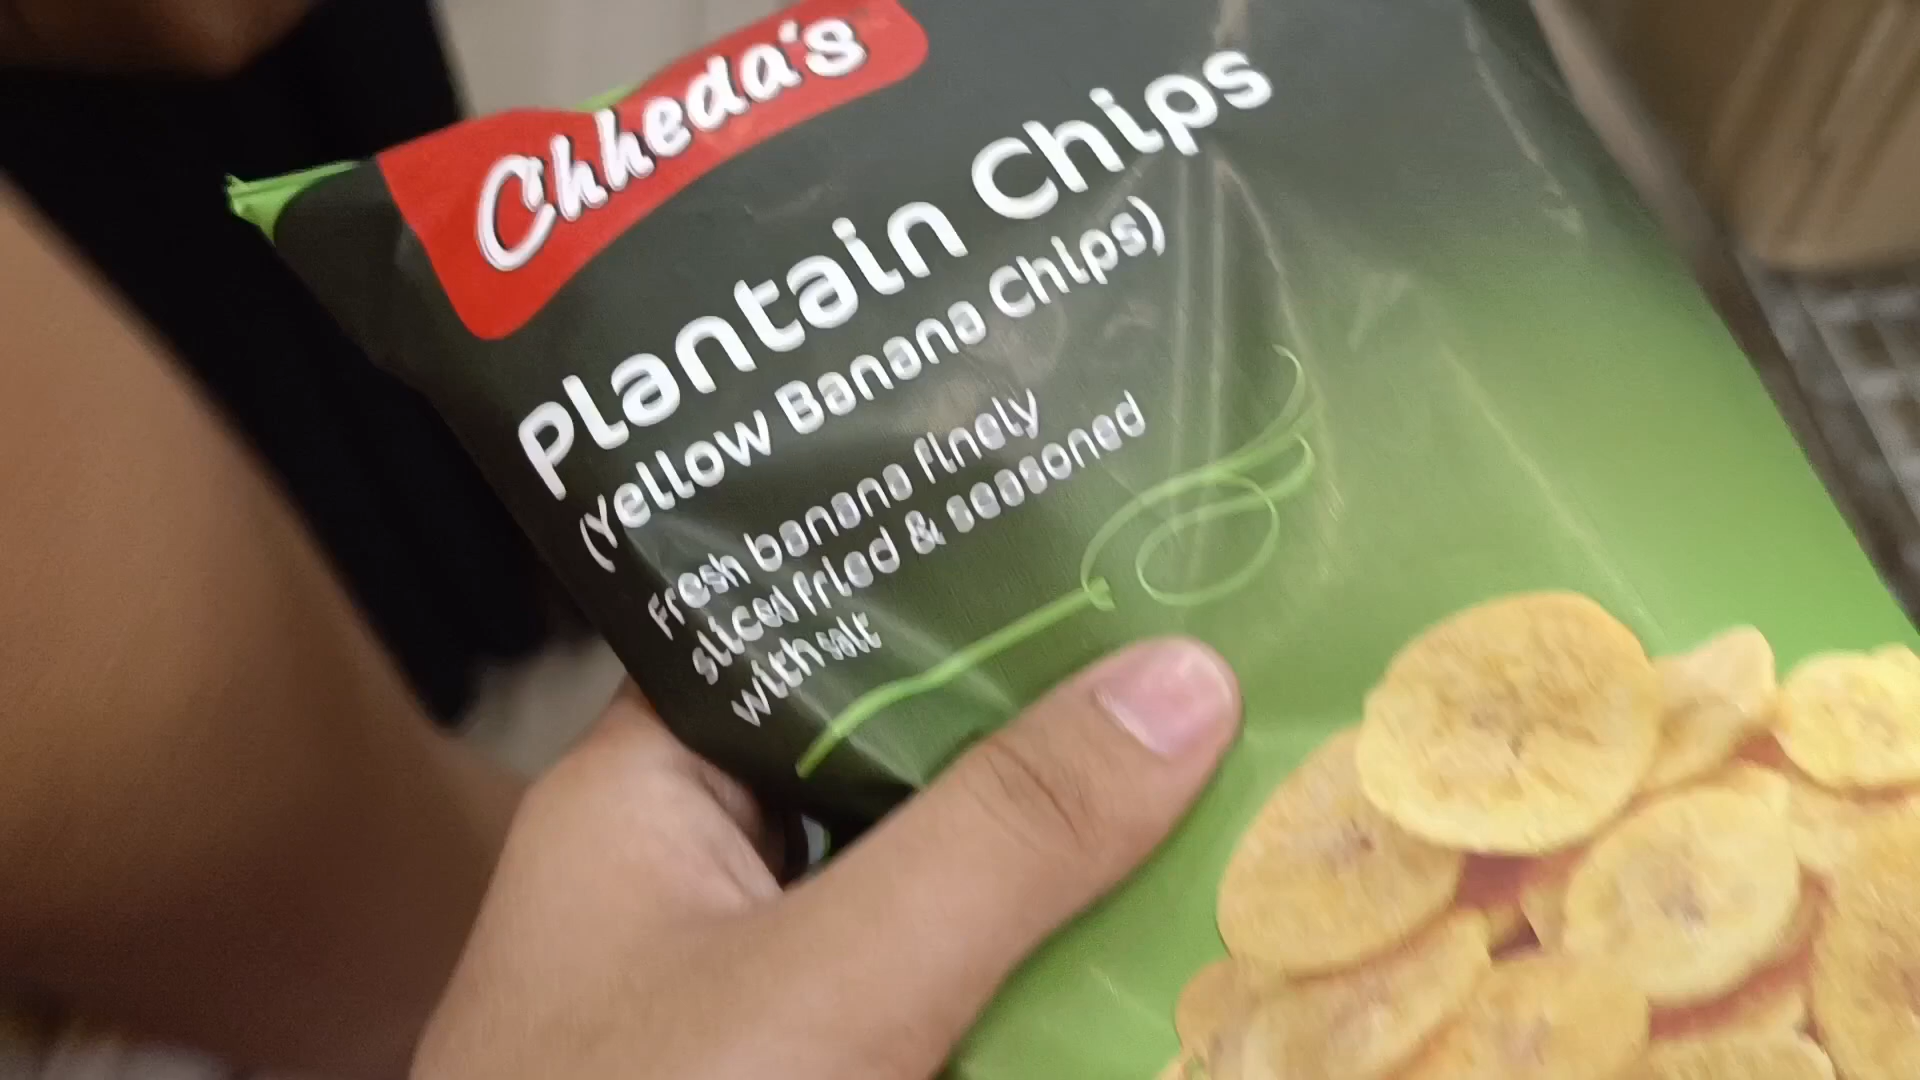 Chheda's
Plantain Chips
(Yellow Banana Chips)
Fresh banana finely
sliced fried & seasoned
with salt